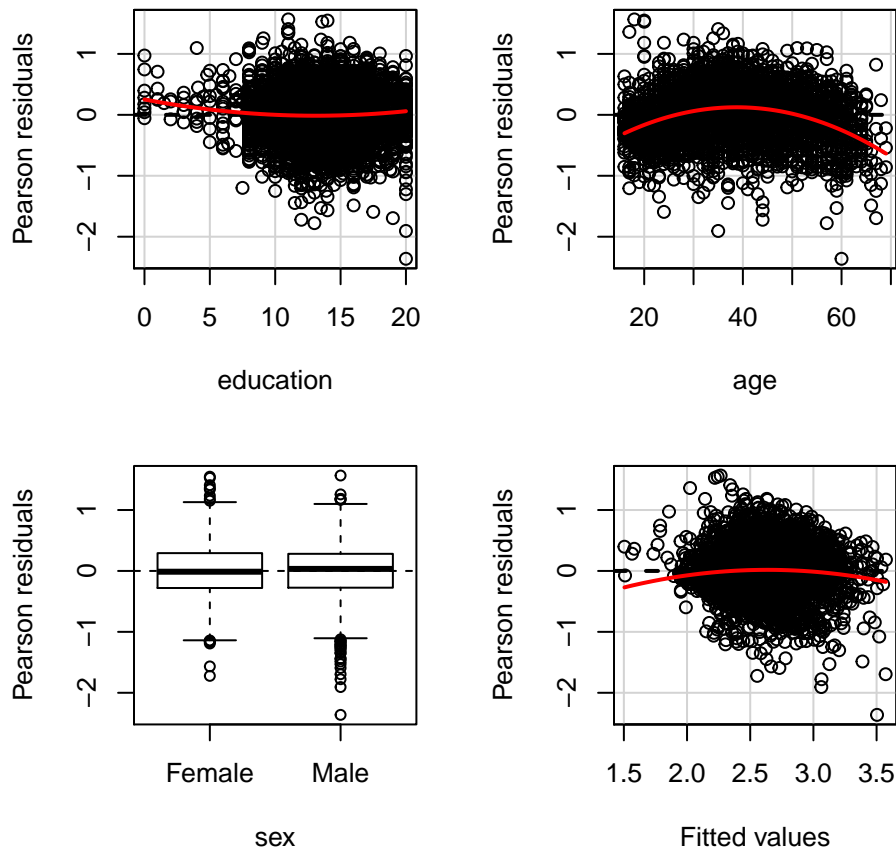 Pearson residuals
1
0
−1
−2
0 5 10 15 20
education
Pearson residuals
1
0
−1
−2
20 40 60
age
Pearson residuals
1
0
−1
−2
Female Male
sex
Pearson residuals
1
0
−1
−2
1.5 2.0 2.5 3.0 3.5
Fitted values